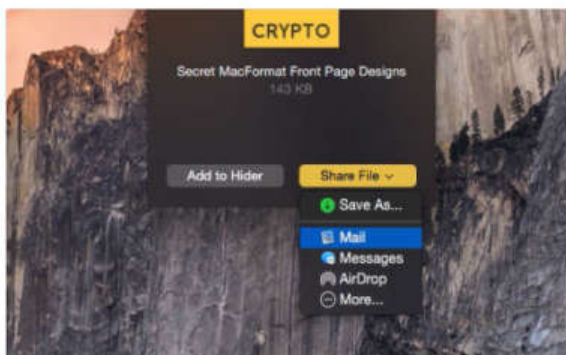 CRYPTO
Secret MacFormat Front Page Designs
143 KB
Add to Hider
Share File
Save As...
Mail
Messages
AirDrop
More...